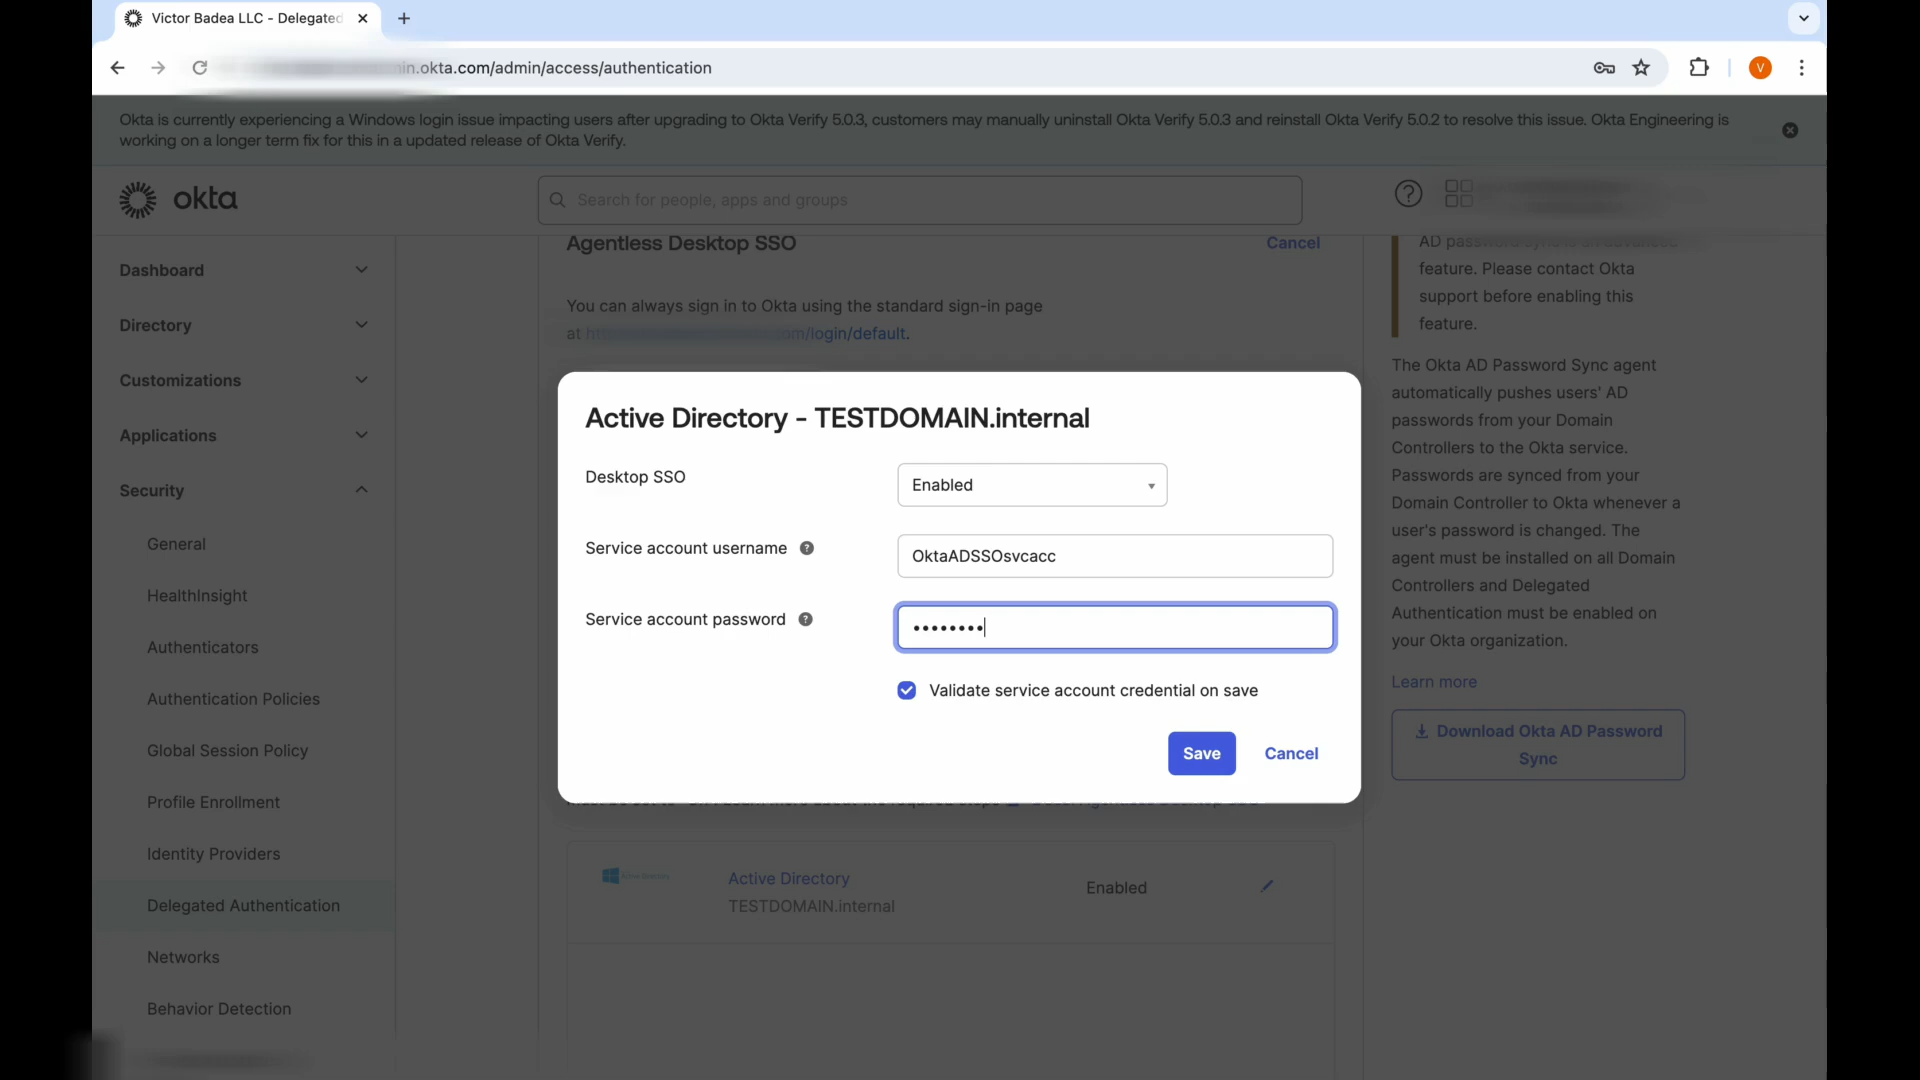 Victor Badea LLC - Delegated
okta.com/admin/access/authentication
V
Okta is currently experiencing a Windows login issue impacting users after upgrading to Okta Verify 5.0.3, customers may manually uninstall Okta Verify 5.0.3 and reinstall Okta Verify 5.0.2 to resolve this issue. Okta Engineering is
working on a longer term fix for this in a updated release of Okta Verify.
okta
Search for people, apps and groups
Dashboard
Directory
Customizations
Applications
Security
General
HealthInsight
Authenticators
Authentication Policies
Global Session Policy
Profile Enrollment
Identity Providers
Delegated Authentication
Networks
Behavior Detection
Agentless Desktop SSO
Cancel
You can always sign in to Okta using the standard sign-in page
at /login/default.
Active Directory - TESTDOMAIN.internal
Desktop SSO
Enabled
Service account username
OktaADSSOsvcacc
Service account password
••••••••
Validate service account credential on save
Save
Cancel
Active Directory
Active Directory
TESTDOMAIN.internal
Enabled
AD password sync is an advanced
feature. Please contact Okta
support before enabling this
feature.
The Okta AD Password Sync agent
automatically pushes users' AD
passwords from your Domain
Controllers to the Okta service.
Passwords are synced from your
Domain Controller to Okta whenever a
user's password is changed. The
agent must be installed on all Domain
Controllers and Delegated
Authentication must be enabled on
your Okta organization.
Learn more
Download Okta AD Password
Sync